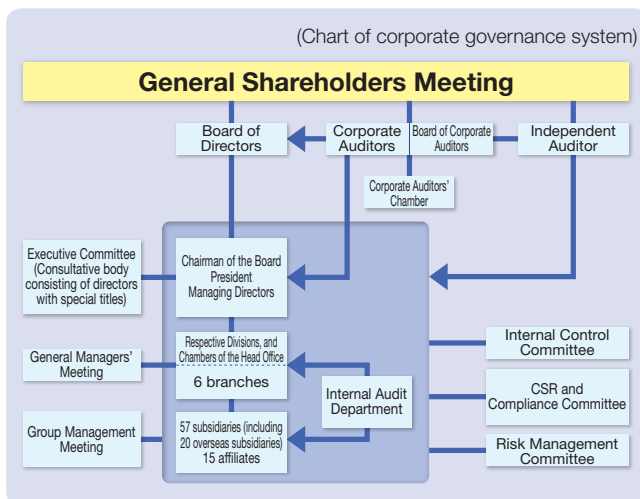 (Chart of corporate governance system)
General Shareholders Meeting
Board of
Directors
Corporate
Auditors
Board of Corporate
Auditors
Independent
Auditor
Corporate Auditors'
Chamber
Executive Committee
(Consultative body
consisting of directors
with special titles)
Chairman of the Board
President
Managing Directors
General Managers'
Meeting
Respective Divisions, and
Chambers of the Head Office
6 branches
Internal Audit
Department
Internal Control
Committee
CSR and
Compliance Committee
Group Management
Meeting
57 subsidiaries (including
20 overseas subsidiaries)
15 affiliates
Risk Management
Committee